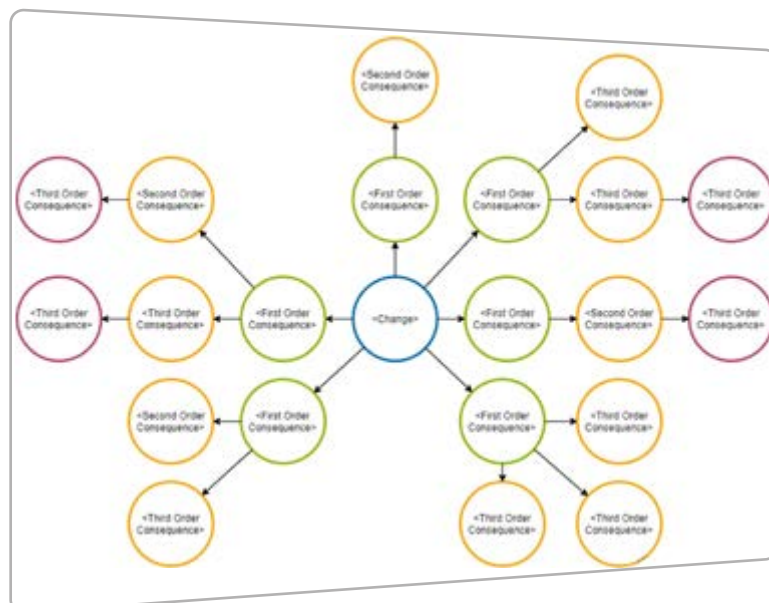 <Second Order
Consequence>
<Third Order
Consequence>
<Third Order
Consequence>
<Second Order
Consequence>
<First Order
Consequence>
<First Order
Consequence>
<Third Order
Consequence>
<Third Order
Consequence>
<Third Order
Consequence>
<Third Order
Consequence>
<First Order
Consequence>
<Change>
<First Order
Consequence>
<Second Order
Consequence>
<Third Order
Consequence>
<Second Order
Consequence>
<First Order
Consequence>
<First Order
Consequence>
<Third Order
Consequence>
<Third Order
Consequence>
<Third Order
Consequence>
<Third Order
Consequence>